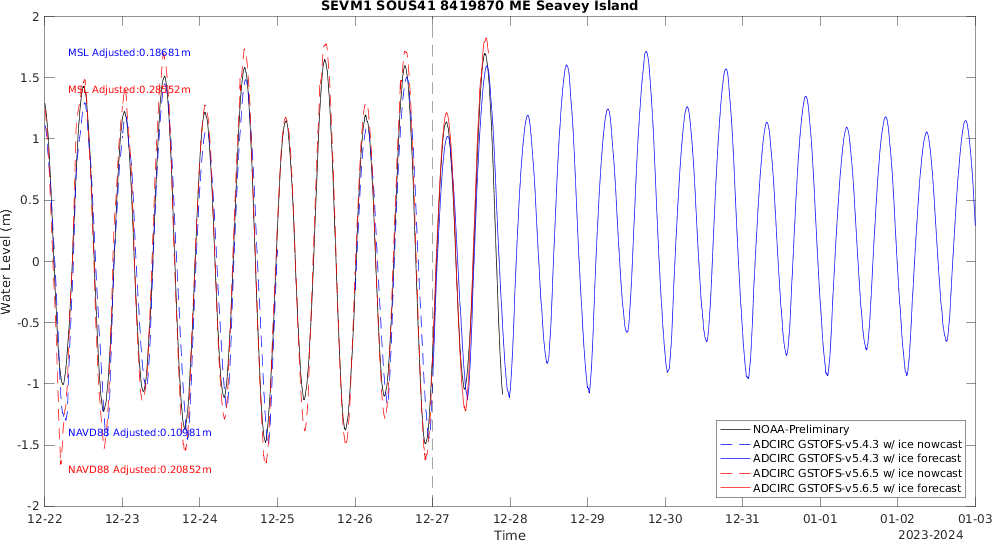 SEVM1 SOUS41 8419870 ME Seavey Island
2
1.5
1
0.5
0
-0.5
-1
-1.5
-2
Water Level (m)
MSL Adjusted:0.18681m
MSL Adjusted:0.28552m
NAVD88 Adjusted:0.10981m
NAVD88 Adjusted:0.20852m
NOAA-Preliminary
ADCIRC GSTOFS-v5.4.3 w/ ice nowcast
ADCIRC GSTOFS-v5.4.3 w/ ice forecast
ADCIRC GSTOFS-v5.6.5 w/ ice nowcast
ADCIRC GSTOFS-v5.6.5 w/ ice forecast
12-22 12-23 12-24 12-25 12-26 12-27 12-28 12-29 12-30 12-31 01-01 01-02 01-03
Time
2023-2024